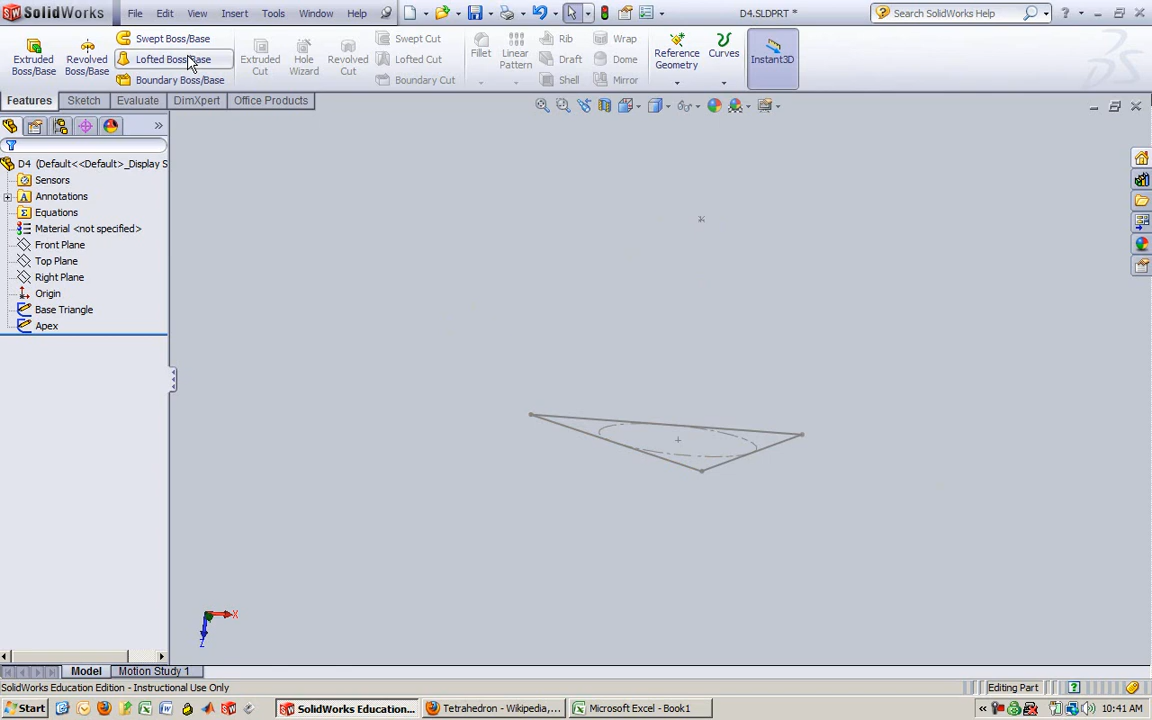 SolidWorks File Edit View Insert Tools Window Help D4.SLDPRT * Search SolidWorks Help
Extruded Boss/Base
Revolved Boss/Base
Swept Boss/Base
Lofted Boss/Base
Boundary Boss/Base
Extruded Cut
Hole Wizard
Revolved Cut
Swept Cut
Lofted Cut
Boundary Cut
Fillet
Linear Pattern
Rib
Draft
Shell
Wrap
Dome
Mirror
Reference Geometry
Curves
Instant3D
Features Sketch Evaluate DimXpert Office Products
D4 (Default<<Default>_Display S
Sensors
Annotations
Equations
Material <not specified>
Front Plane
Top Plane
Right Plane
Origin
Base Triangle
Apex
X
Z
Model Motion Study 1
SolidWorks Education Edition - Instructional Use Only Editing Part
Start SolidWorks Education... Tetrahedron - Wikipedia,... Microsoft Excel - Book1 10:41 AM